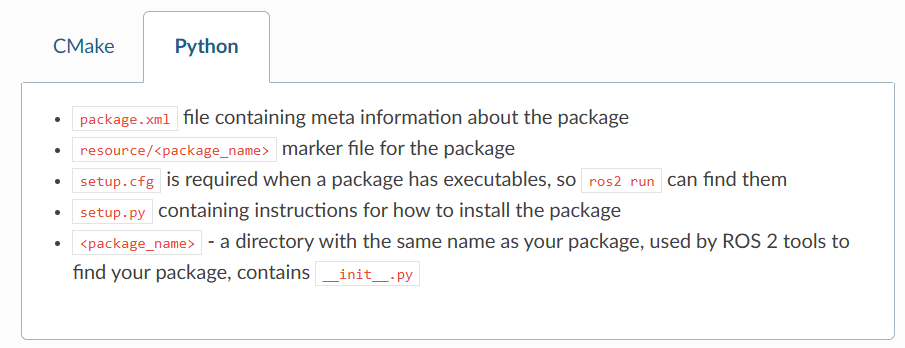 CMake
Python
• package.xml file containing meta information about the package
• resource/<package_name> marker file for the package
• setup.cfg is required when a package has executables, so ros2 run can find them
• setup.py containing instructions for how to install the package
• <package_name> - a directory with the same name as your package, used by ROS 2 tools to
find your package, contains __init__.py